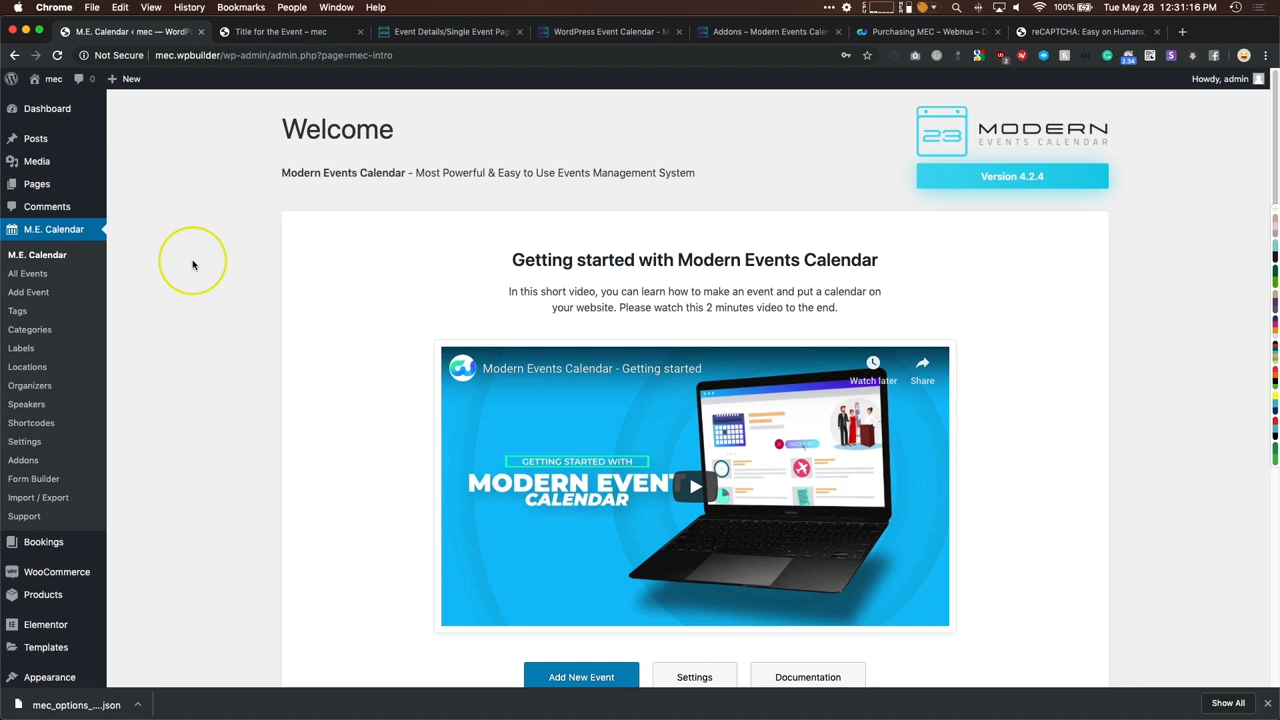 Chrome File Edit View History Bookmarks People Window Help 100% Tue May 28 12:31:16 PM
M.E. Calendar ‹ mec — WordPr Title for the Event – mec Event Details/Single Event Pag WordPress Event Calendar - M Addons – Modern Events Cale Purchasing MEC – Webnus – D reCAPTCHA: Easy on Humans,
Not Secure mec.wpbuilder/wp-admin/admin.php?page=mec-intro
mec 0 New Howdy, admin
Dashboard
Posts
Media
Pages
Comments
M.E. Calendar
M.E. Calendar
All Events
Add Event
Tags
Categories
Labels
Locations
Organizers
Speakers
Shortcodes
Settings
Addons
Form Builder
Import / Export
Support
Bookings
WooCommerce
Products
Elementor
Templates
Appearance
Welcome
23 MODERN
EVENTS CALENDAR
Modern Events Calendar - Most Powerful & Easy to Use Events Management System
Version 4.2.4
Getting started with Modern Events Calendar
In this short video, you can learn how to make an event and put a calendar on
your website. Please watch this 2 minutes video to the end.
Modern Events Calendar - Getting started
Watch later Share
GETTING STARTED WITH
MODERN EVENT
CALENDAR
Add New Event Settings Documentation
mec_options_....json
Show All